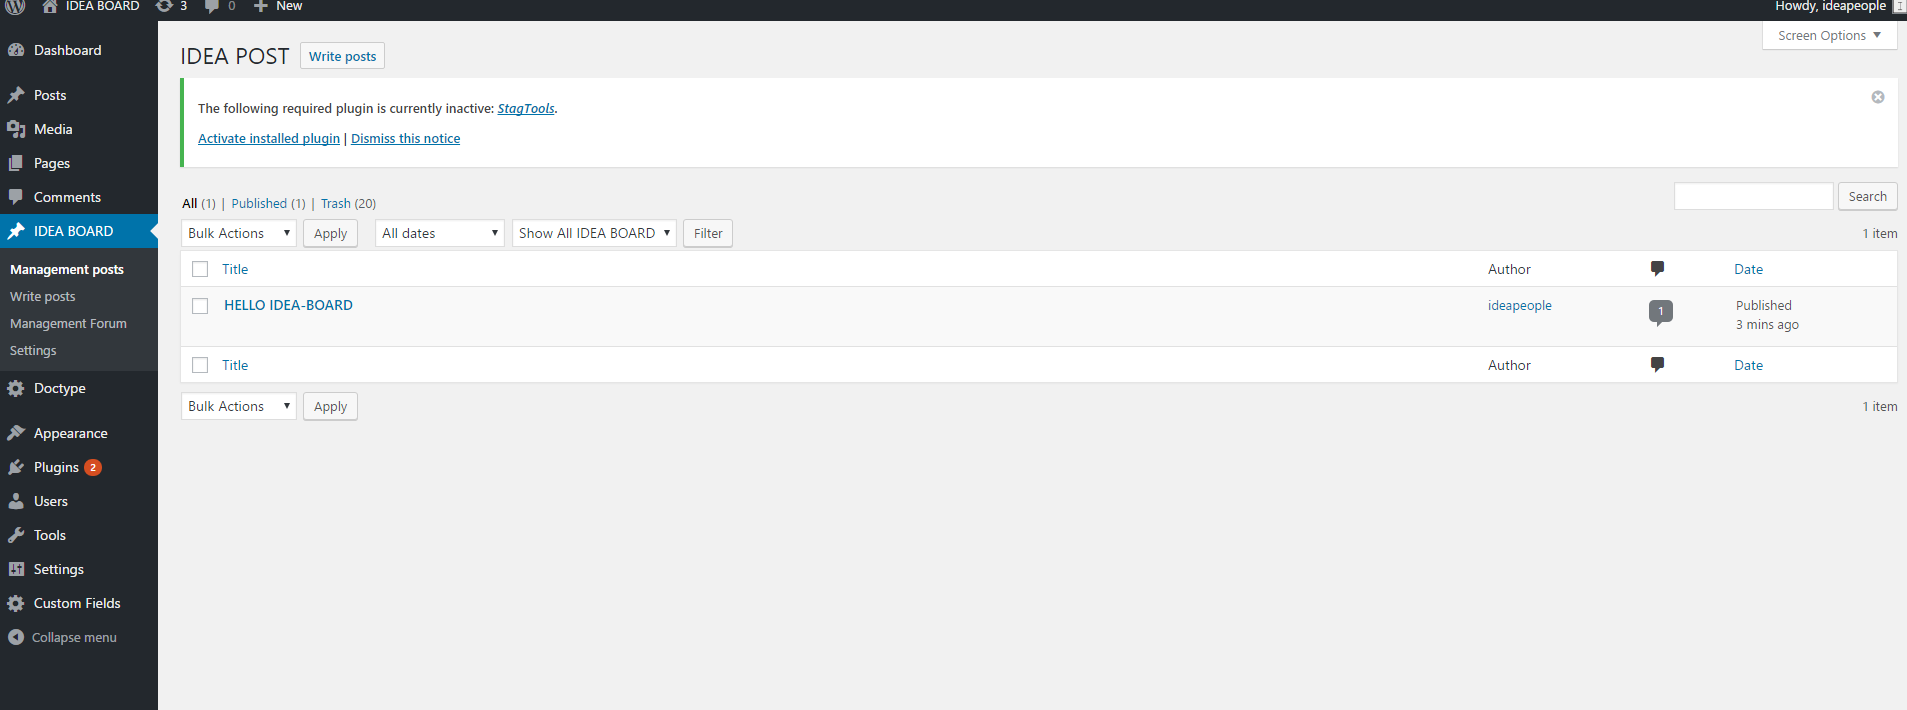 IDEA BOARD 3 0 New Howdy, ideapeople
Screen Options
Dashboard
Posts
Media
Pages
Comments
IDEA BOARD
Management posts
Write posts
Management Forum
Settings
Doctype
Appearance
Plugins 2
Users
Tools
Settings
Custom Fields
Collapse menu
IDEA POST Write posts
The following required plugin is currently inactive: StagTools.
Activate installed plugin | Dismiss this notice
All (1) | Published (1) | Trash (20)
Search
Bulk Actions Apply All dates Show All IDEA BOARD Filter 1 item
Title Author Date
HELLO IDEA-BOARD ideapeople 1 Published
3 mins ago
Title Author Date
Bulk Actions Apply 1 item